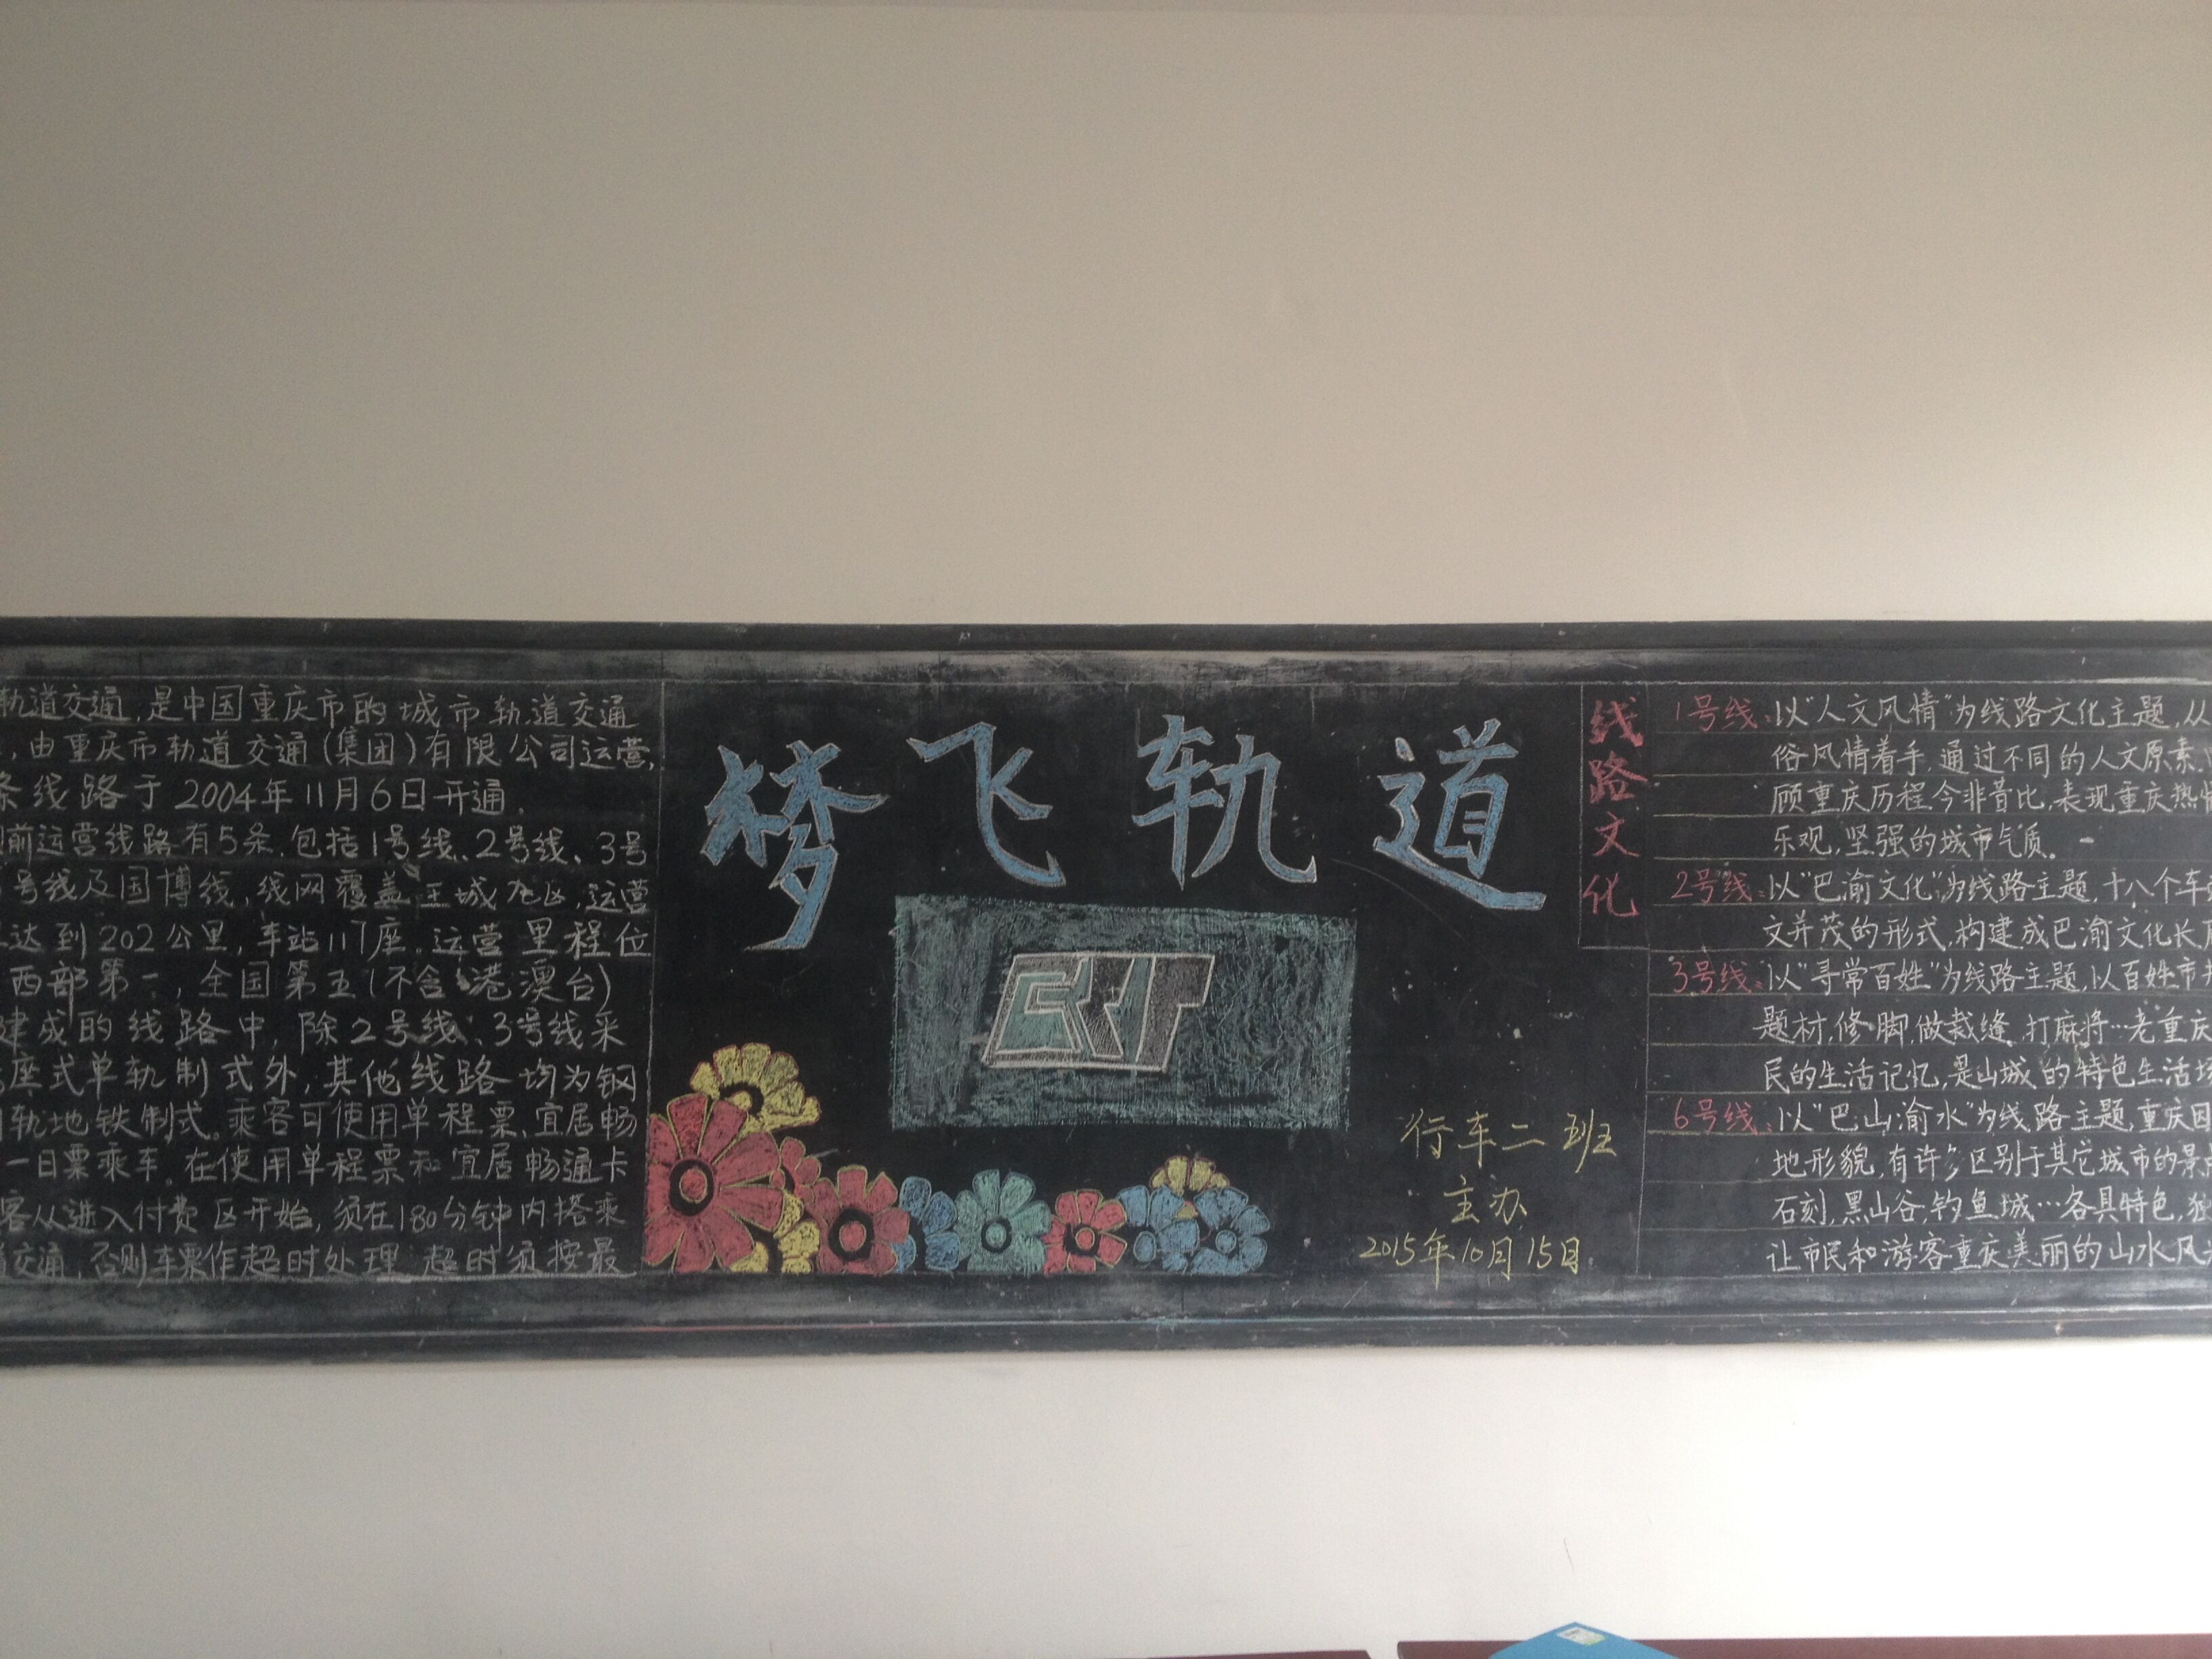 轨道交通,是中国重庆市的城市轨道交通
,由重庆市轨道交通(集团)有限公司运营,
条线路于2004年11月6日开通.
前运营线路有5条.包括1号线、2号线、3号
号线及国博线,线网覆盖主城九区,运营
达到202公里,车站117座.运营里程位
西部第一,全国第五(不含港澳台)
建成的线路中,除2号线、3号线采
座式单轨制式外,其他线路均为钢
轨地铁制式。乘客可使用单程票、宜居畅
一日票乘车.在使用单程票和宜居畅通卡
客从进入付费区开始,须在180分钟内搭乘
交通,否则车票作超时处理.超时须按最
梦飞轨道
CRT
行车二班
主办
2015年10月15日
线路文化
1号线:以“人文风情”为线路文化主题,从
俗风情着手,通过不同的人文原素,
顾重庆历程今非昔比.表现重庆热
乐观,坚强的城市气质。
2号线:以“巴渝文化”为线路主题,十八个车
文并茂的形式,构建成巴渝文化长
3号线:以“寻常百姓”为线路主题,以百姓市
题材,修脚,做裁缝.打麻将…老重庆
民的生活记忆,是山城的特色生活
6号线:以“巴山渝水”为线路主题,重庆因
地形貌,有许多区别于其它城市的景
石刻,黑山谷,钓鱼城…各具特色,
让市民和游客重庆美丽的山水风